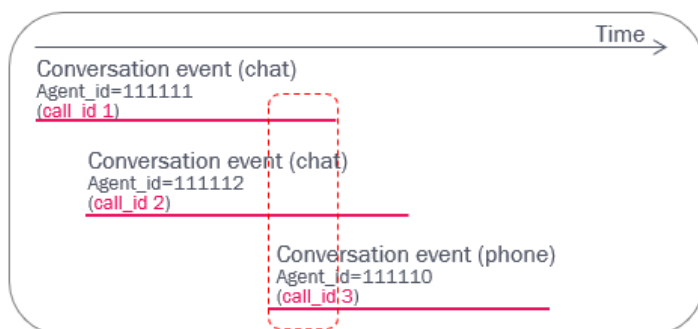 Time
Conversation event (chat)
Agent_id=111111
(call_id 1)
Conversation event (chat)
Agent_id=111112
(call_id 2)
Conversation event (phone)
Agent_id=111110
(call_id 3)